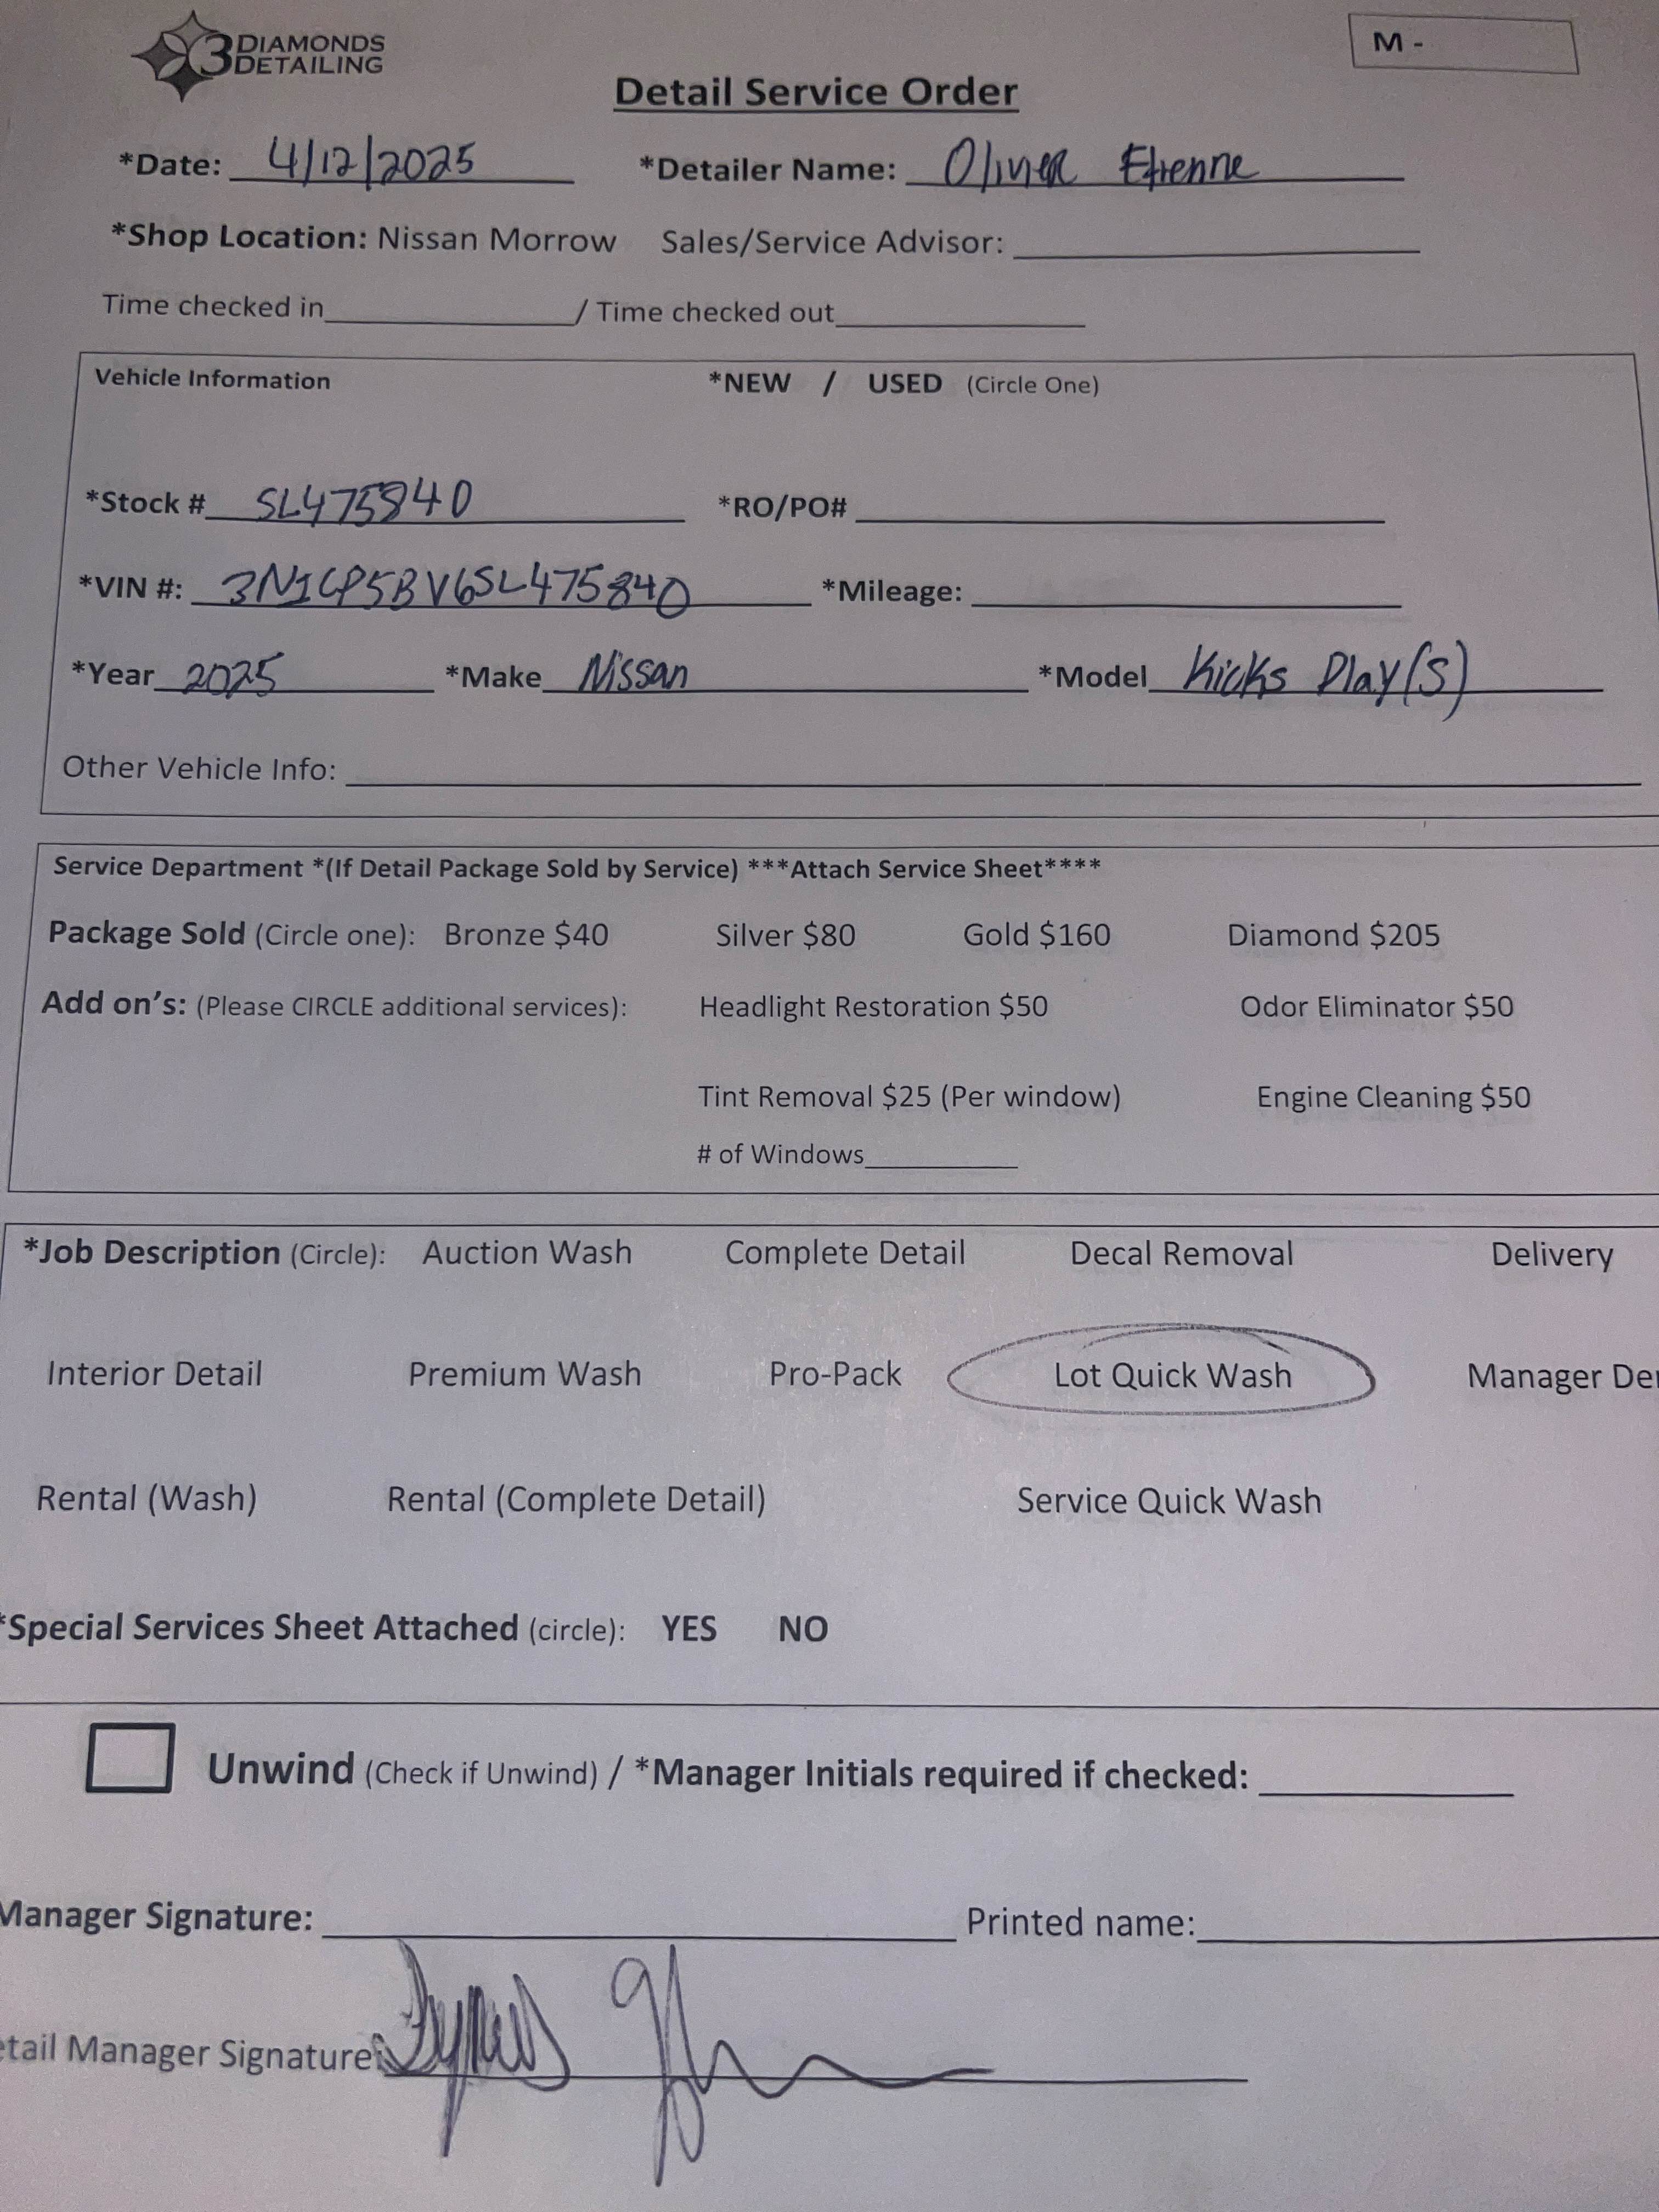 3 DIAMONDS DETAILING
M -
Detail Service Order
*Date: 4/12/2025 *Detailer Name: Oliver Etienne
*Shop Location: Nissan Morrow Sales/Service Advisor:
Time checked in / Time checked out
Vehicle Information *NEW / USED (Circle One)
*Stock # SL475840 *RO/PO#
*VIN #: 3N1CP5BV6SL475840 *Mileage:
*Year 2025 *Make Nissan *Model Kicks Play(S)
Other Vehicle Info:
Service Department *(If Detail Package Sold by Service) ***Attach Service Sheet****
Package Sold (Circle one): Bronze $40 Silver $80 Gold $160 Diamond $205
Add on's: (Please CIRCLE additional services): Headlight Restoration $50 Odor Eliminator $50
Tint Removal $25 (Per window) Engine Cleaning $50
# of Windows
*Job Description (Circle): Auction Wash Complete Detail Decal Removal Delivery
Interior Detail Premium Wash Pro-Pack Lot Quick Wash Manager De
Rental (Wash) Rental (Complete Detail) Service Quick Wash
*Special Services Sheet Attached (circle): YES NO
Unwind (Check if Unwind) / *Manager Initials required if checked:
Manager Signature: Printed name:
etail Manager Signature: